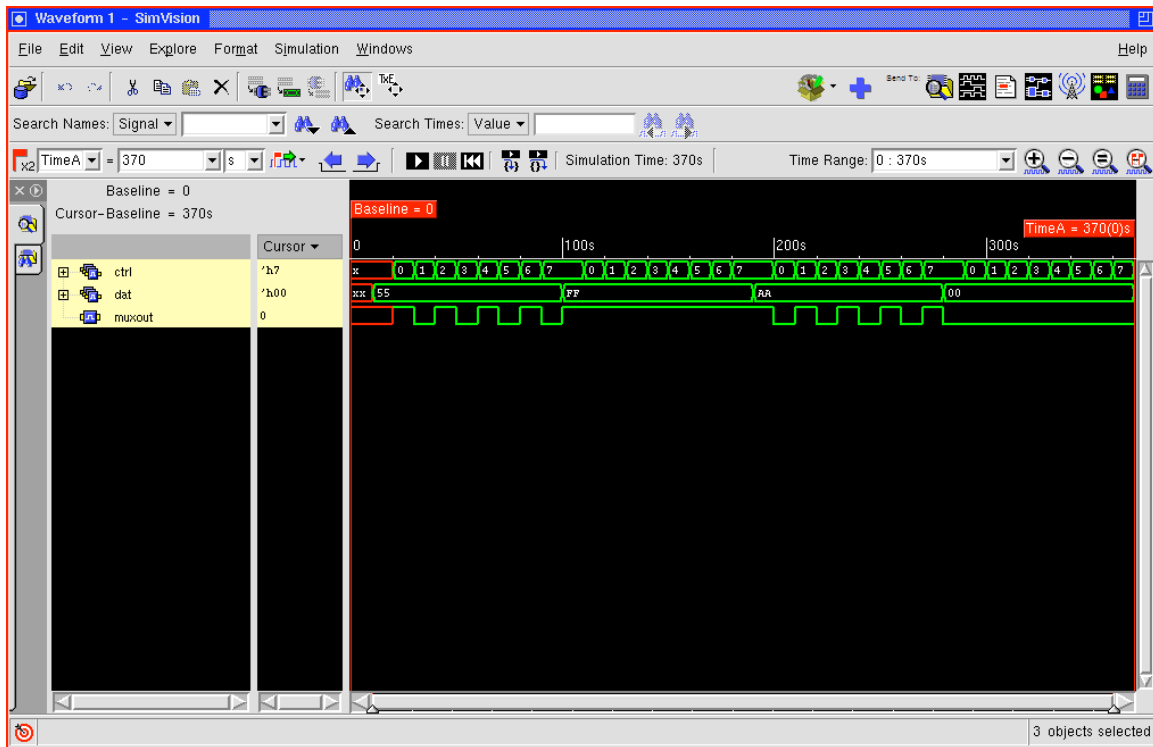 Waveform 1 - SimVision
File Edit View Explore Format Simulation Windows Help
TxE
Send To:
Search Names: Signal Search Times: Value
x2 TimeA = 370 s Simulation Time: 370s Time Range: 0 : 370s
Baseline = 0
Cursor-Baseline = 370s
Baseline = 0
TimeA = 370(0)s
Cursor 0 100s 200s 300s
ctrl 'h7 x 0 1 2 3 4 5 6 7 0 1 2 3 4 5 6 7 0 1 2 3 4 5 6 7 0 1 2 3 4 5 6 7
dat 'h00 xx 55 FF AA 00
muxout 0
3 objects selected